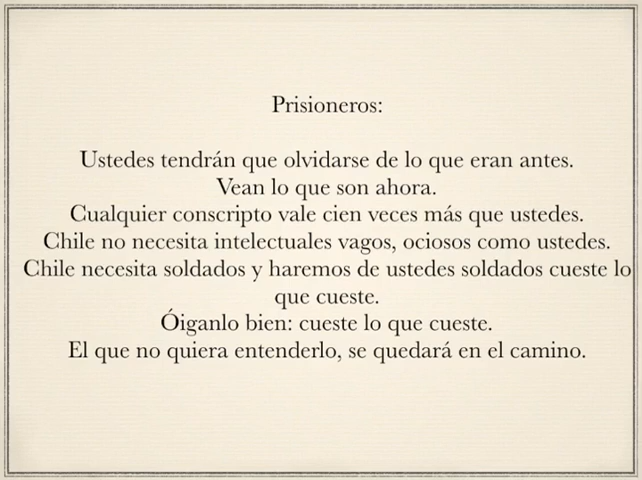 Prisioneros:
Ustedes tendrán que olvidarse de lo que eran antes.
Vean lo que son ahora.
Cualquier conscripto vale cien veces más que ustedes.
Chile no necesita intelectuales vagos, ociosos como ustedes.
Chile necesita soldados y haremos de ustedes soldados cueste lo
que cueste.
Óiganlo bien: cueste lo que cueste.
El que no quiera entenderlo, se quedará en el camino.